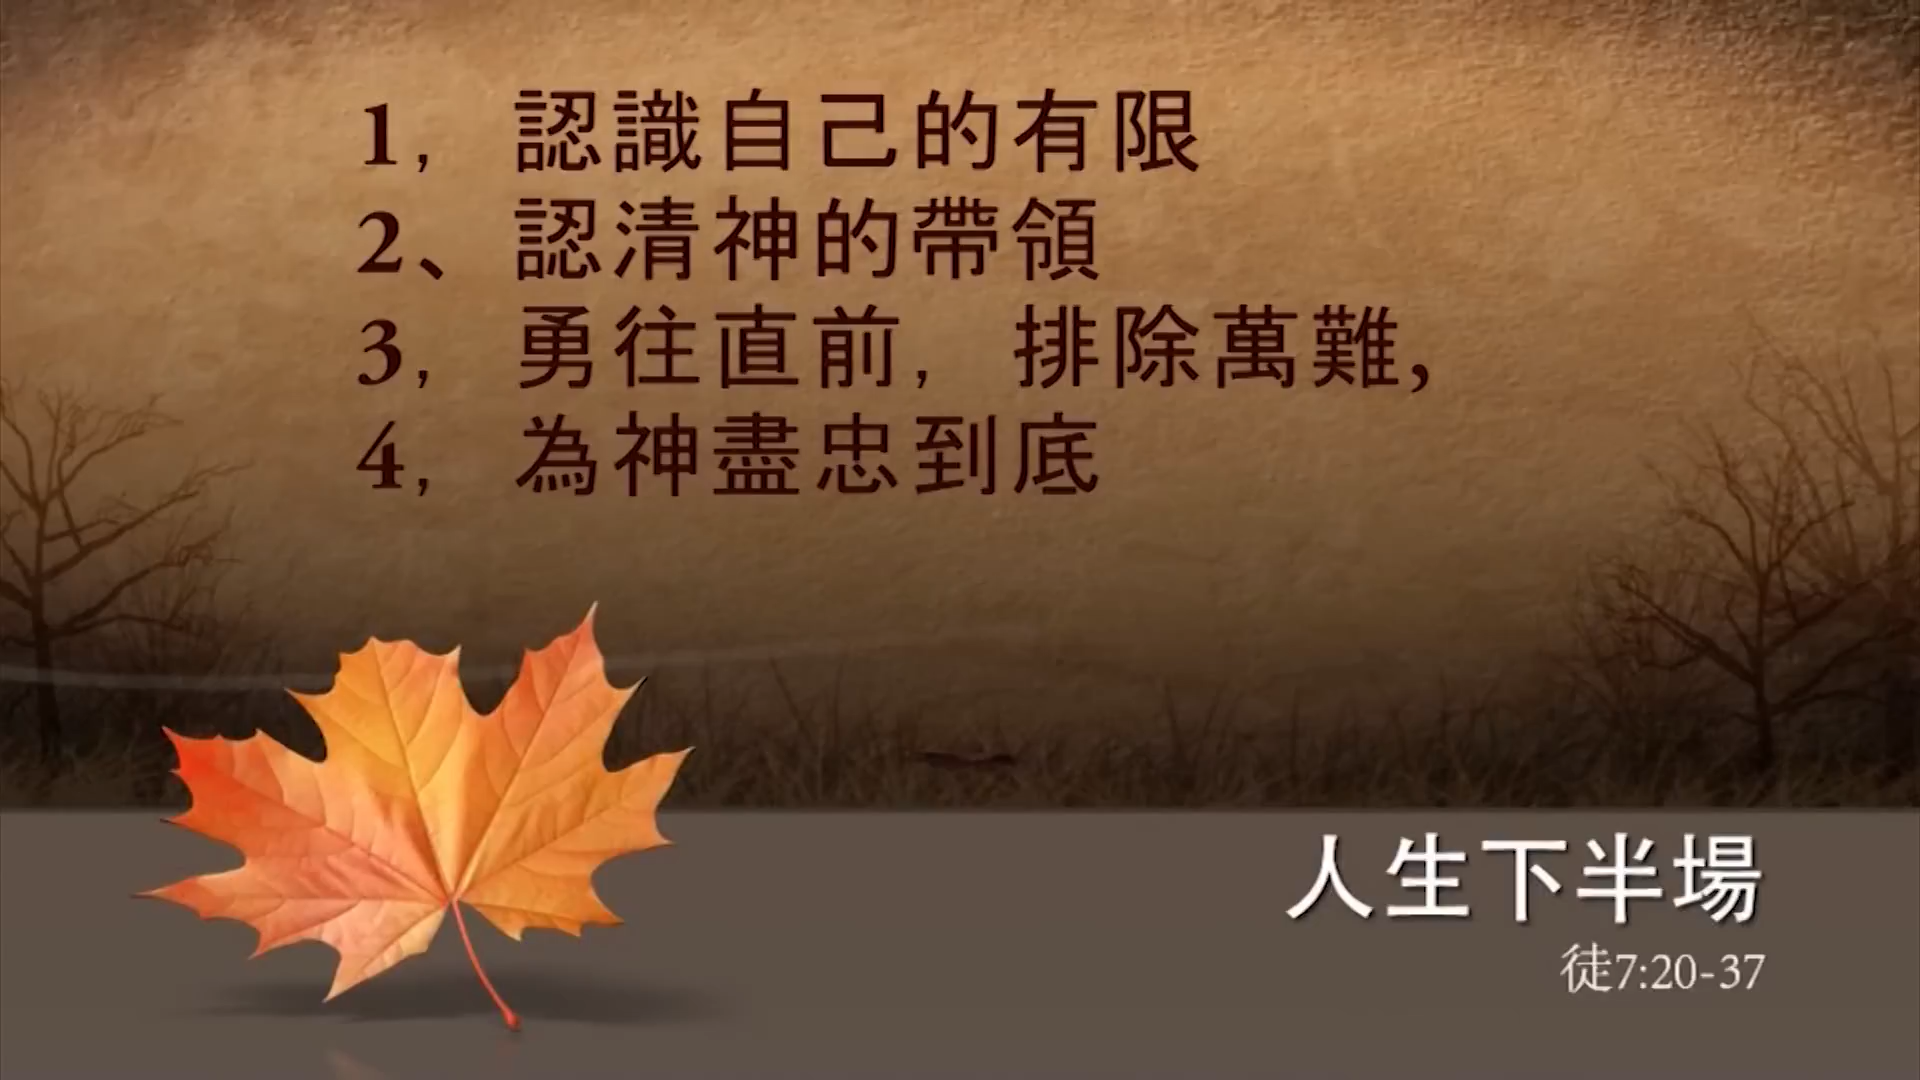 1， 認識自己的有限
2、 認清神的帶領
3， 勇往直前， 排除萬難,
4， 為神盡忠到底
人生下半場
徒7:20-37